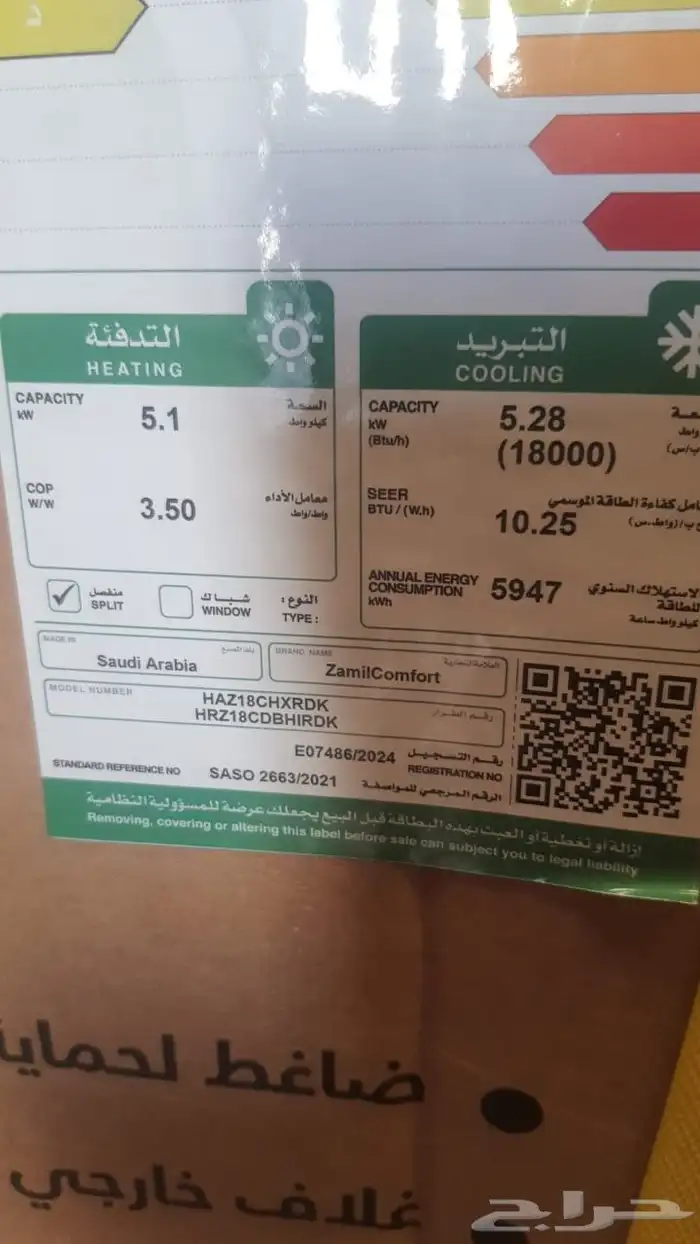 د
التدفئة
HEATING
CAPACITY
kW
5.1
السعة
كيلو واط
COP
W/W
3.50
معامل الأداء
واط/واط
منفصل
SPLIT
شباك
WINDOW
النوع:
TYPE:
التبريد
COOLING
CAPACITY
kW
(Btu/h)
5.28
(18000)
SEER
BTU / (W.h)
10.25
امل كفاءة الطاقة الموسمي
ANNUAL ENERGY
CONSUMPTION
kWh
5947
الاستهلاك السنوي
للطاقة
كيلو واط ساعة
MADE IN
بلد الصنع
Saudi Arabia
BRAND NAME
العلامة التجارية
ZamilComfort
MODEL NUMBER
رقم الطراز
HAZ18CHXRDK
HRZ18CDBHIRDK
E07486/2024
رقم التسجيل
REGISTRATION NO
STANDARD REFERENCE NO
SASO 2663/2021
الرقم المرجعي للمواصفة
إزالة أو تغطية أو العبث بهذه البطاقة قبل البيع يجعلك عرضة للمسؤولية النظامية
Removing, covering or altering this label before sale can subject you to legal liability
ضاغط لحماية
غلاف خارجي
حراج